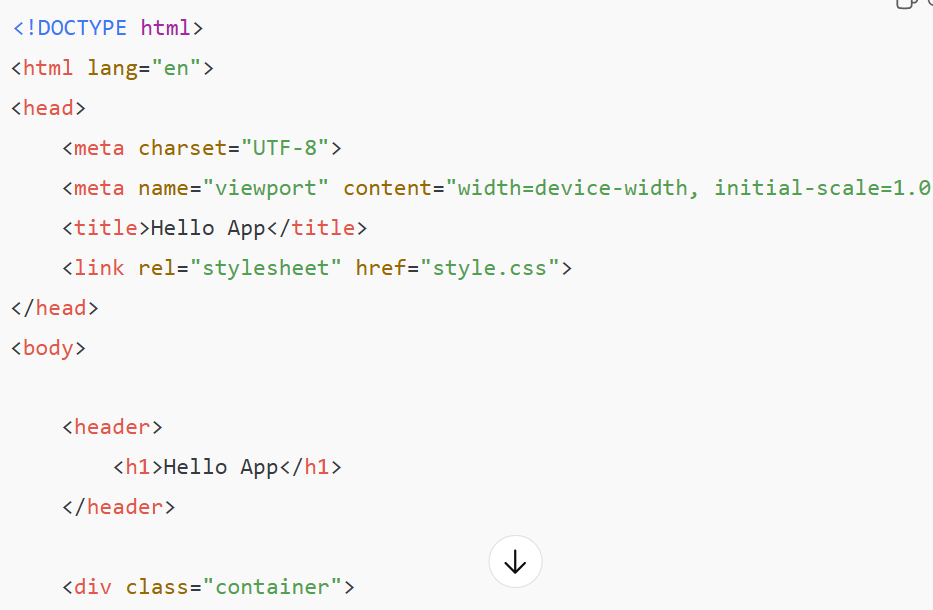 <!DOCTYPE html>
<html lang="en">
<head>
    <meta charset="UTF-8">
    <meta name="viewport" content="width=device-width, initial-scale=1.0
    <title>Hello App</title>
    <link rel="stylesheet" href="style.css">
</head>
<body>
    <header>
        <h1>Hello App</h1>
    </header>
    <div class="container">